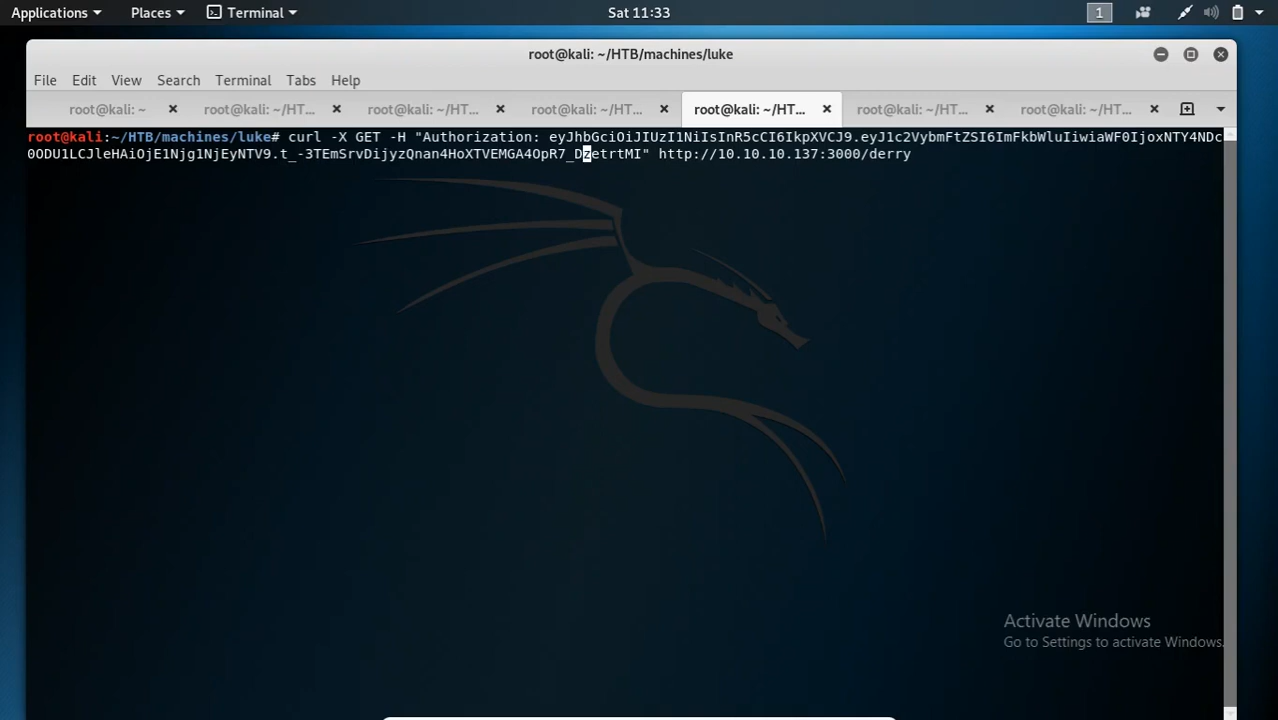 Applications Places Terminal Sat 11:33 1
root@kali: ~/HTB/machines/luke
File Edit View Search Terminal Tabs Help
root@kali: ~ root@kali: ~/HT... root@kali: ~/HT... root@kali: ~/HT... root@kali: ~/HT... root@kali: ~/HT... root@kali: ~/HT...
root@kali:~/HTB/machines/luke# curl -X GET -H "Authorization: eyJhbGciOiJIUzI1NiIsInR5cCI6IkpXVCJ9.eyJ1c2VybmFtZSI6ImFkbWluIiwiaWF0IjoxNTY4NDc
0ODU1LCJleHAiOjE1Njg1NjEyNTV9.t_-3TEmSrvDijyzQnan4HoXTVEMGA4OpR7_DzetrtMI" http://10.10.10.137:3000/derry
Activate Windows
Go to Settings to activate Windows.